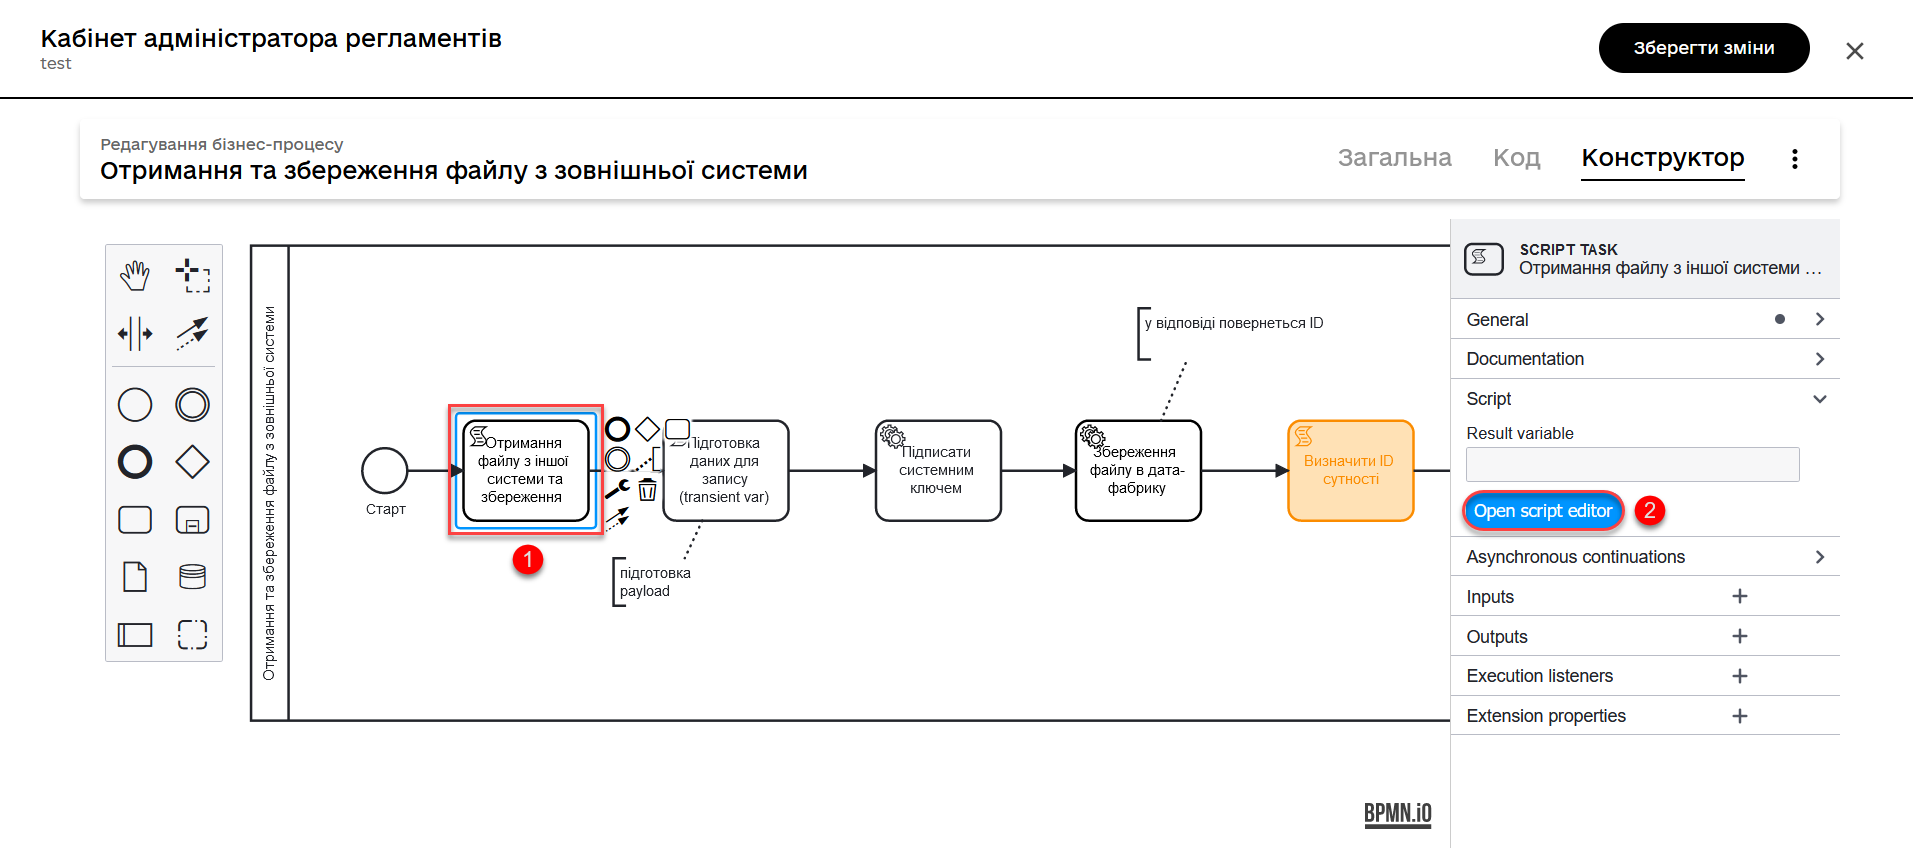 Кабінет адміністратора регламентів
test
Зберегти зміни
Редагування бізнес-процесу
Отримання та збереження файлу з зовнішньої системи
Загальна
Код
Конструктор
Отримання та збереження файлу з зовнішньої системи
Старт
Отримання
файлу з іншої
системи та
збереження
1
Підготовка
даних для
запису
(transient var)
підготовка
payload
Підписати
системним
ключем
у відповіді повернеться ID
Збереження
файлу в дата-
фабрику
Визначити ID
сутності
BPMN.iO
SCRIPT TASK
Отримання файлу з іншої системи ...
General
Documentation
Script
Result variable
Open script editor
2
Asynchronous continuations
Inputs
Outputs
Execution listeners
Extension properties